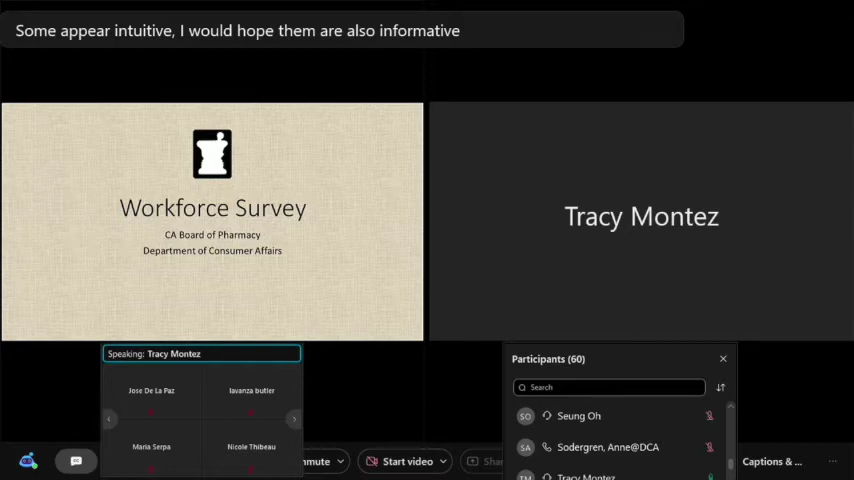 Some appear intuitive, I would hope them are also informative
Workforce Survey
CA Board of Pharmacy
Department of Consumer Affairs
Tracy Montez
Speaking: Tracy Montez
Jose De La Paz
lavanza butler
Maria Serpa
Nicole Thibeau
Participants (60)
Search
SO Seung Oh
SA Sodergren, Anne@DCA
TM Tracy Montez
mute
Start video
Shar
Captions & ...